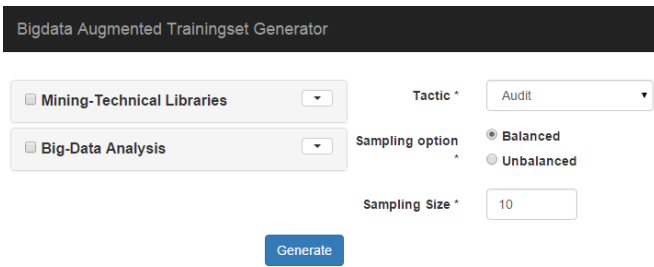 Bigdata Augmented Trainingset Generator
Mining-Technical Libraries
Big-Data Analysis
Tactic *
Audit
Sampling option
*
Balanced
Unbalanced
Sampling Size *
10
Generate